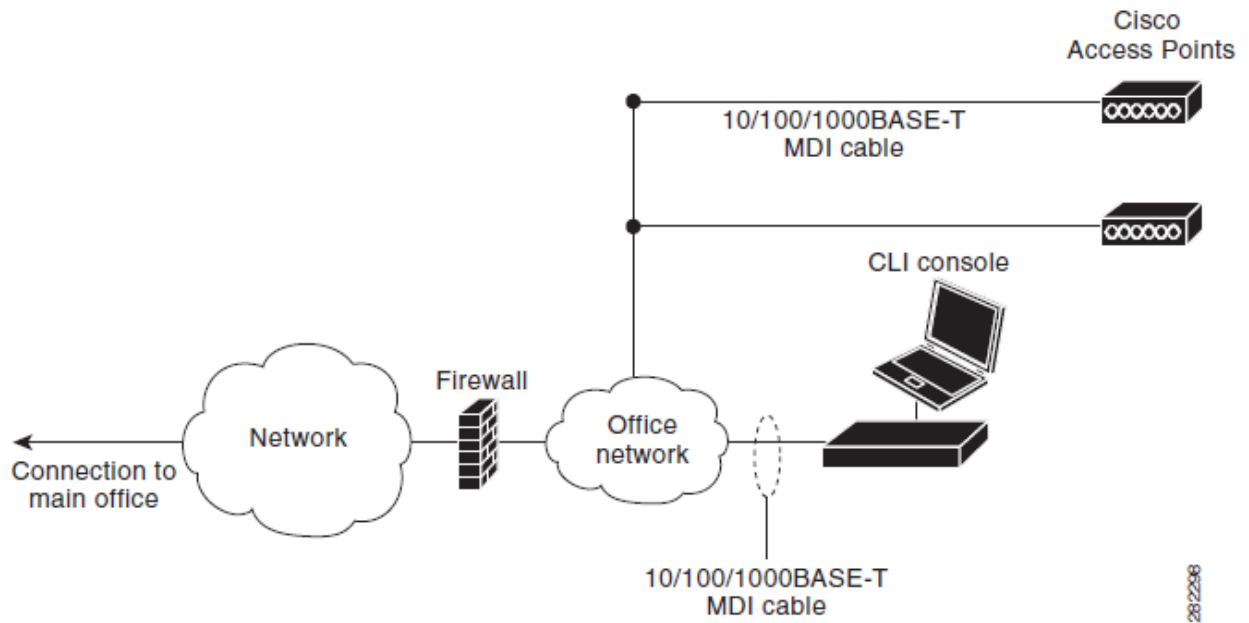 Cisco
Access Points
10/100/1000BASE-T
MDI cable
CLI console
Firewall
Network
Office
network
Connection to
main office
10/100/1000BASE-T
MDI cable
282298